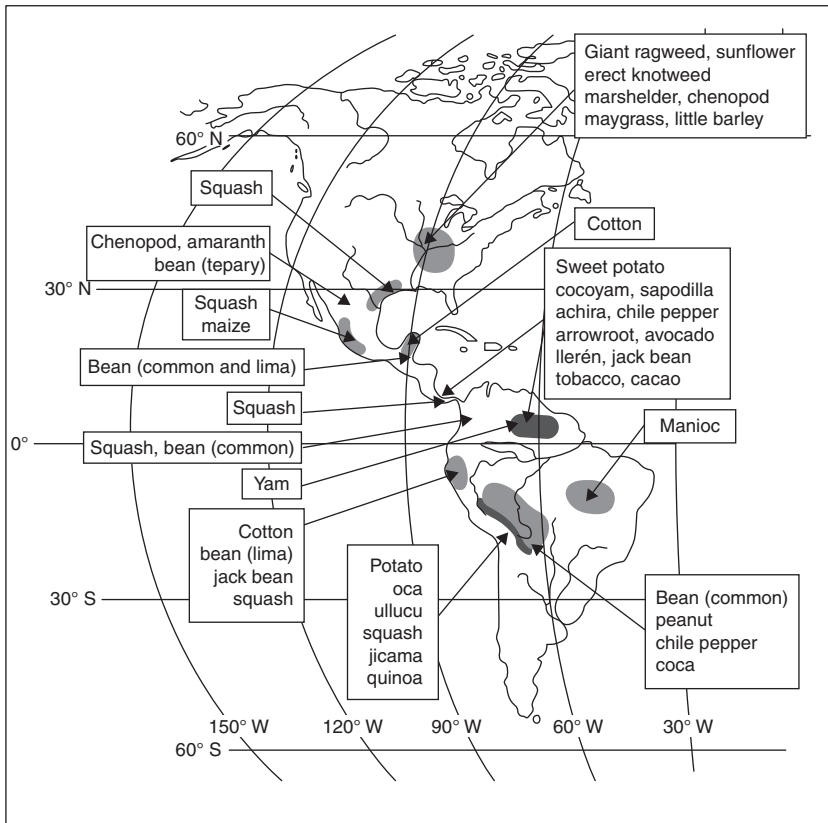 Giant ragweed, sunflower
erect knotweed
marshelder, chenopod
maygrass, little barley
60° N
Squash
Cotton
Chenopod, amaranth
bean (tepary)
Sweet potato
cocoyam, sapodilla
achira, chile pepper
arrowroot, avocado
llerén, jack bean
tobacco, cacao
30° N
Squash
maize
Bean (common and lima)
Squash
Manioc
0°
Squash, bean (common)
Yam
Cotton
bean (lima)
jack bean
squash
Potato
oca
ullucu
squash
jicama
quinoa
Bean (common)
peanut
chile pepper
coca
30° S
150° W
120° W
90° W
60° W
30° W
60° S